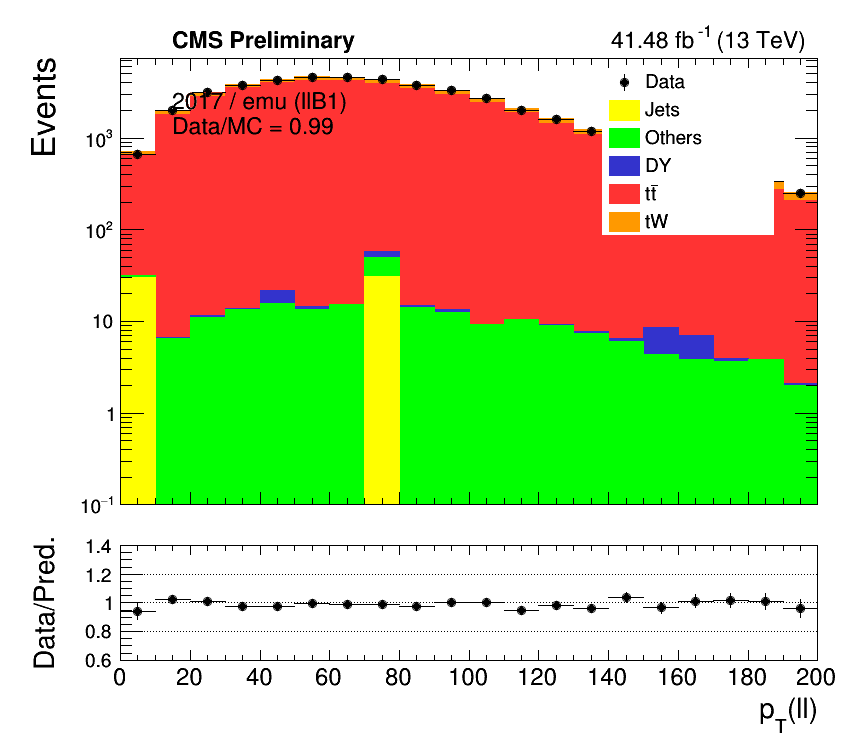 CMS Preliminary
41.48 fb⁻¹ (13 TeV)
Events
2017 / emu (llB1)
Data/MC = 0.99
Data
Jets
Others
DY
tt̄
tW
10³
10²
10
1
10⁻¹
Data/Pred.
1.4
1.2
1
0.8
0.6
0 20 40 60 80 100 120 140 160 180 200
p_T(ll)